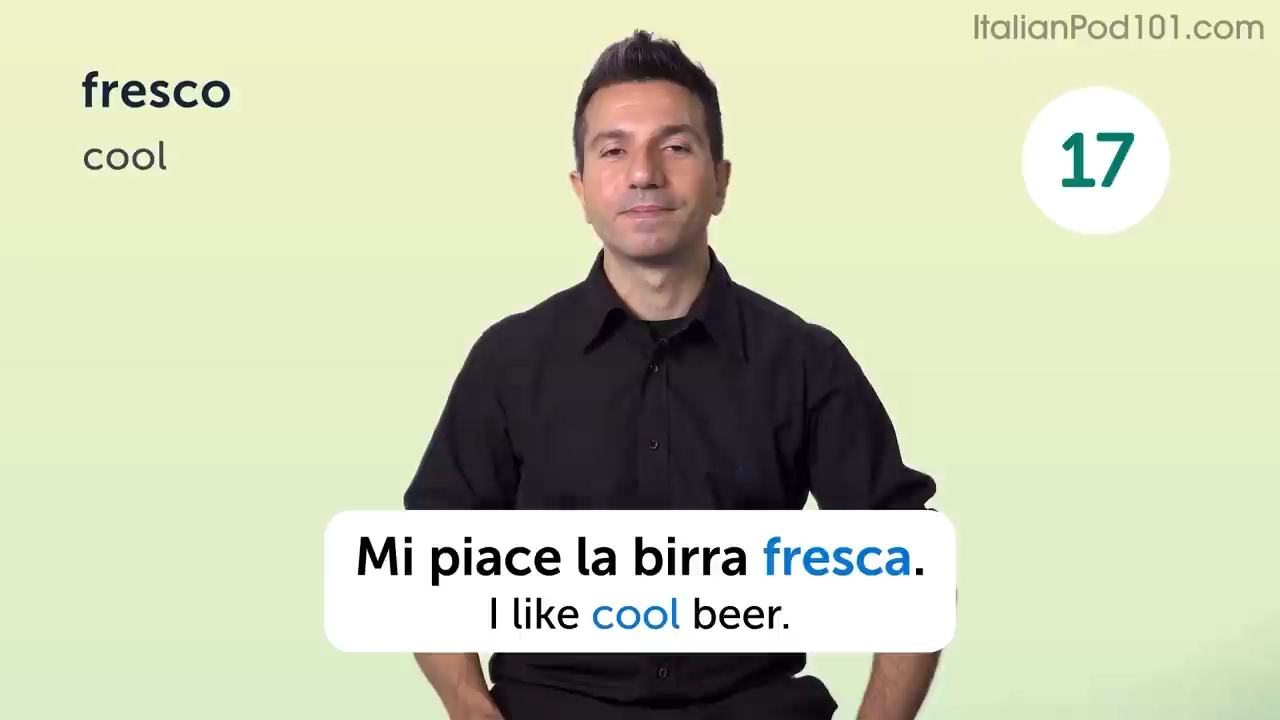 ItalianPod101.com
fresco
cool
17
Mi piace la birra fresca.
I like cool beer.